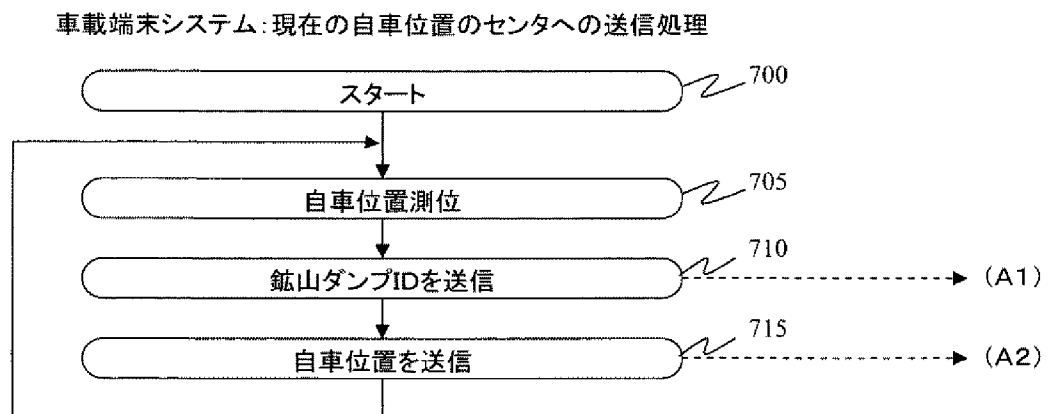 車載端末システム:現在の自車位置のセンタへの送信処理
スタート
700
自車位置測位
705
鉱山ダンプIDを送信
710
(A1)
自車位置を送信
715
(A2)